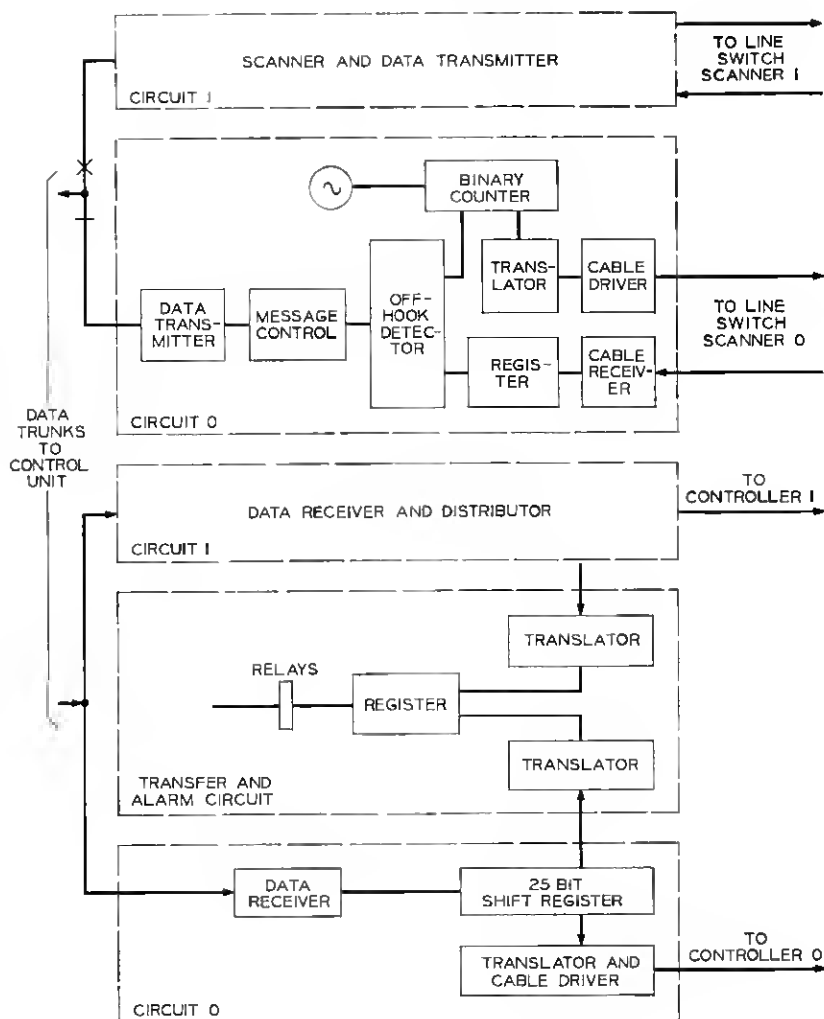 SCANNER AND DATA TRANSMITTER
CIRCUIT 1
TO LINE
SWITCH
SCANNER 1
BINARY
COUNTER
TRANS-
LATOR
CABLE
DRIVER
OFF-
HOOK
DETEC-
TOR
DATA
TRANS-
MITTER
MESSAGE
CONTROL
REGIS-
TER
CABLE
RECEIV-
ER
TO LINE
SWITCH
SCANNER 0
CIRCUIT 0
DATA
TRUNKS
TO
CONTROL
UNIT
DATA RECEIVER AND DISTRIBUTOR
CIRCUIT 1
TO
CONTROLLER 1
TRANSLATOR
RELAYS
REGISTER
TRANSLATOR
TRANSFER AND
ALARM CIRCUIT
DATA
RECEIVER
25 BIT
SHIFT REGISTER
TRANSLATOR AND
CABLE DRIVER
TO
CONTROLLER 0
CIRCUIT 0